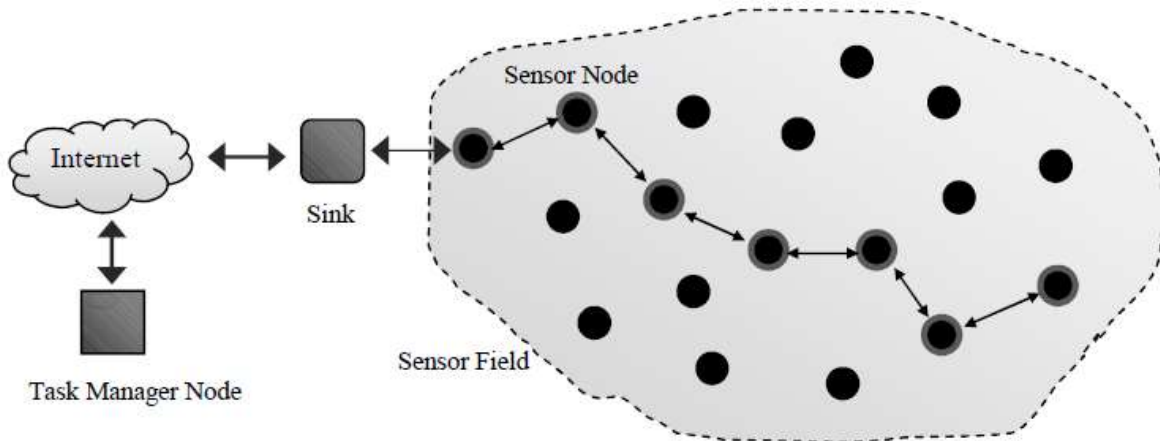 Sensor Node
Internet
Sink
Sensor Field
Task Manager Node